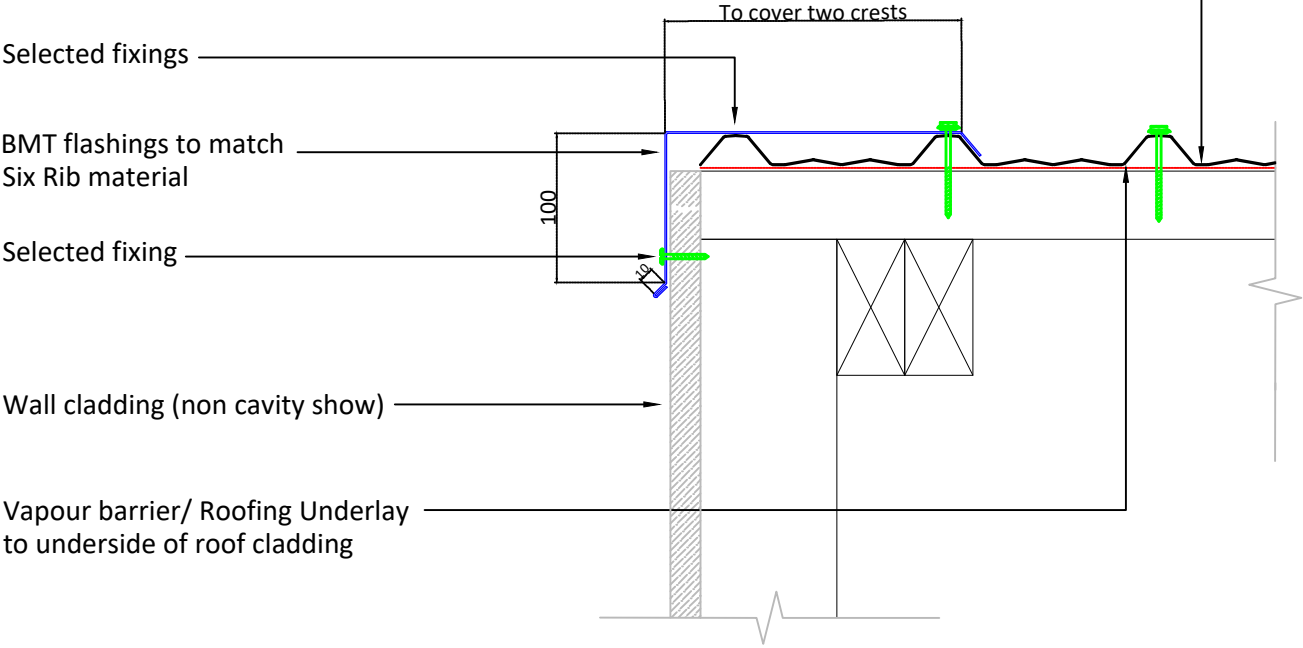 To cover two crests
Selected fixings
BMT flashings to match
Six Rib material
100
Selected fixing
10
Wall cladding (non cavity show)
Vapour barrier/ Roofing Underlay
to underside of roof cladding